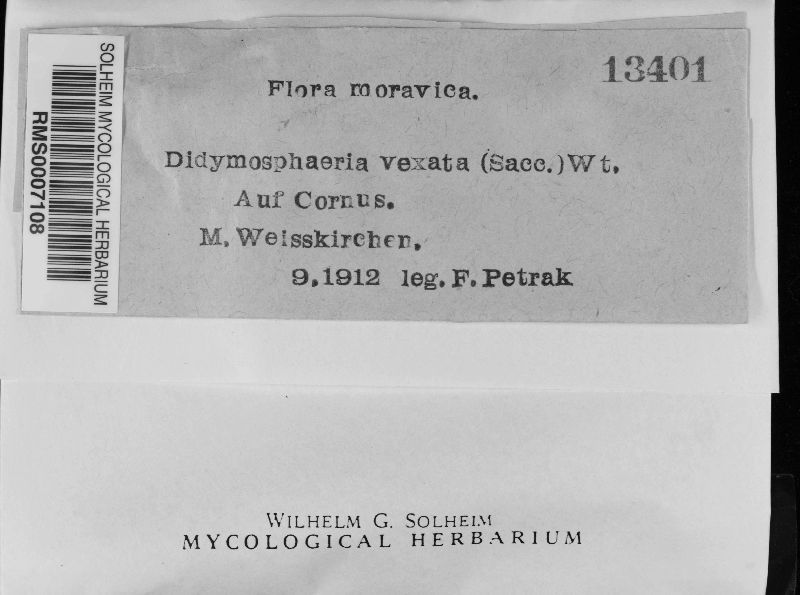 SOLHEIM MYCOLOGICAL HERBARIUM
RMS0007108
13401
Flora moravica.
Didymosphaeria vexata (Sacc.) Wt.
Auf Cornus.
M. Weisskirchen.
9.1912 leg. F. Petrak
WILHELM G. SOLHEIM
MYCOLOGICAL HERBARIUM